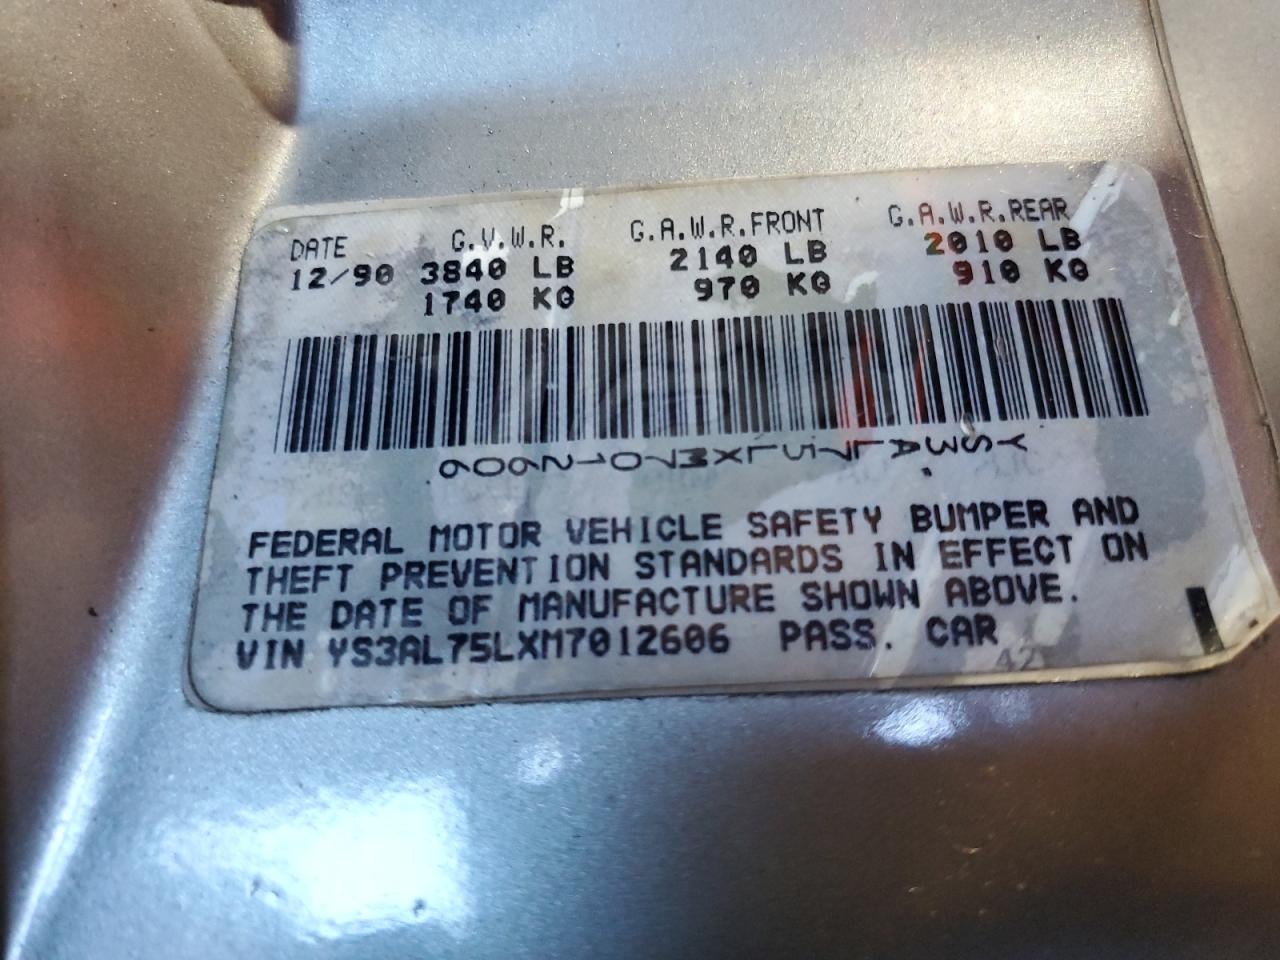 DATE G.V.W.R. G.A.W.R.FRONT G.A.W.R.REAR
12/90 3840 LB 2140 LB 2010 LB
1740 KG 970 KG 910 KG
YS3AL75LXM7012606
FEDERAL MOTOR VEHICLE SAFETY BUMPER AND
THEFT PREVENTION STANDARDS IN EFFECT ON
THE DATE OF MANUFACTURE SHOWN ABOVE.
VIN YS3AL75LXM7012606 PASS. CAR
42